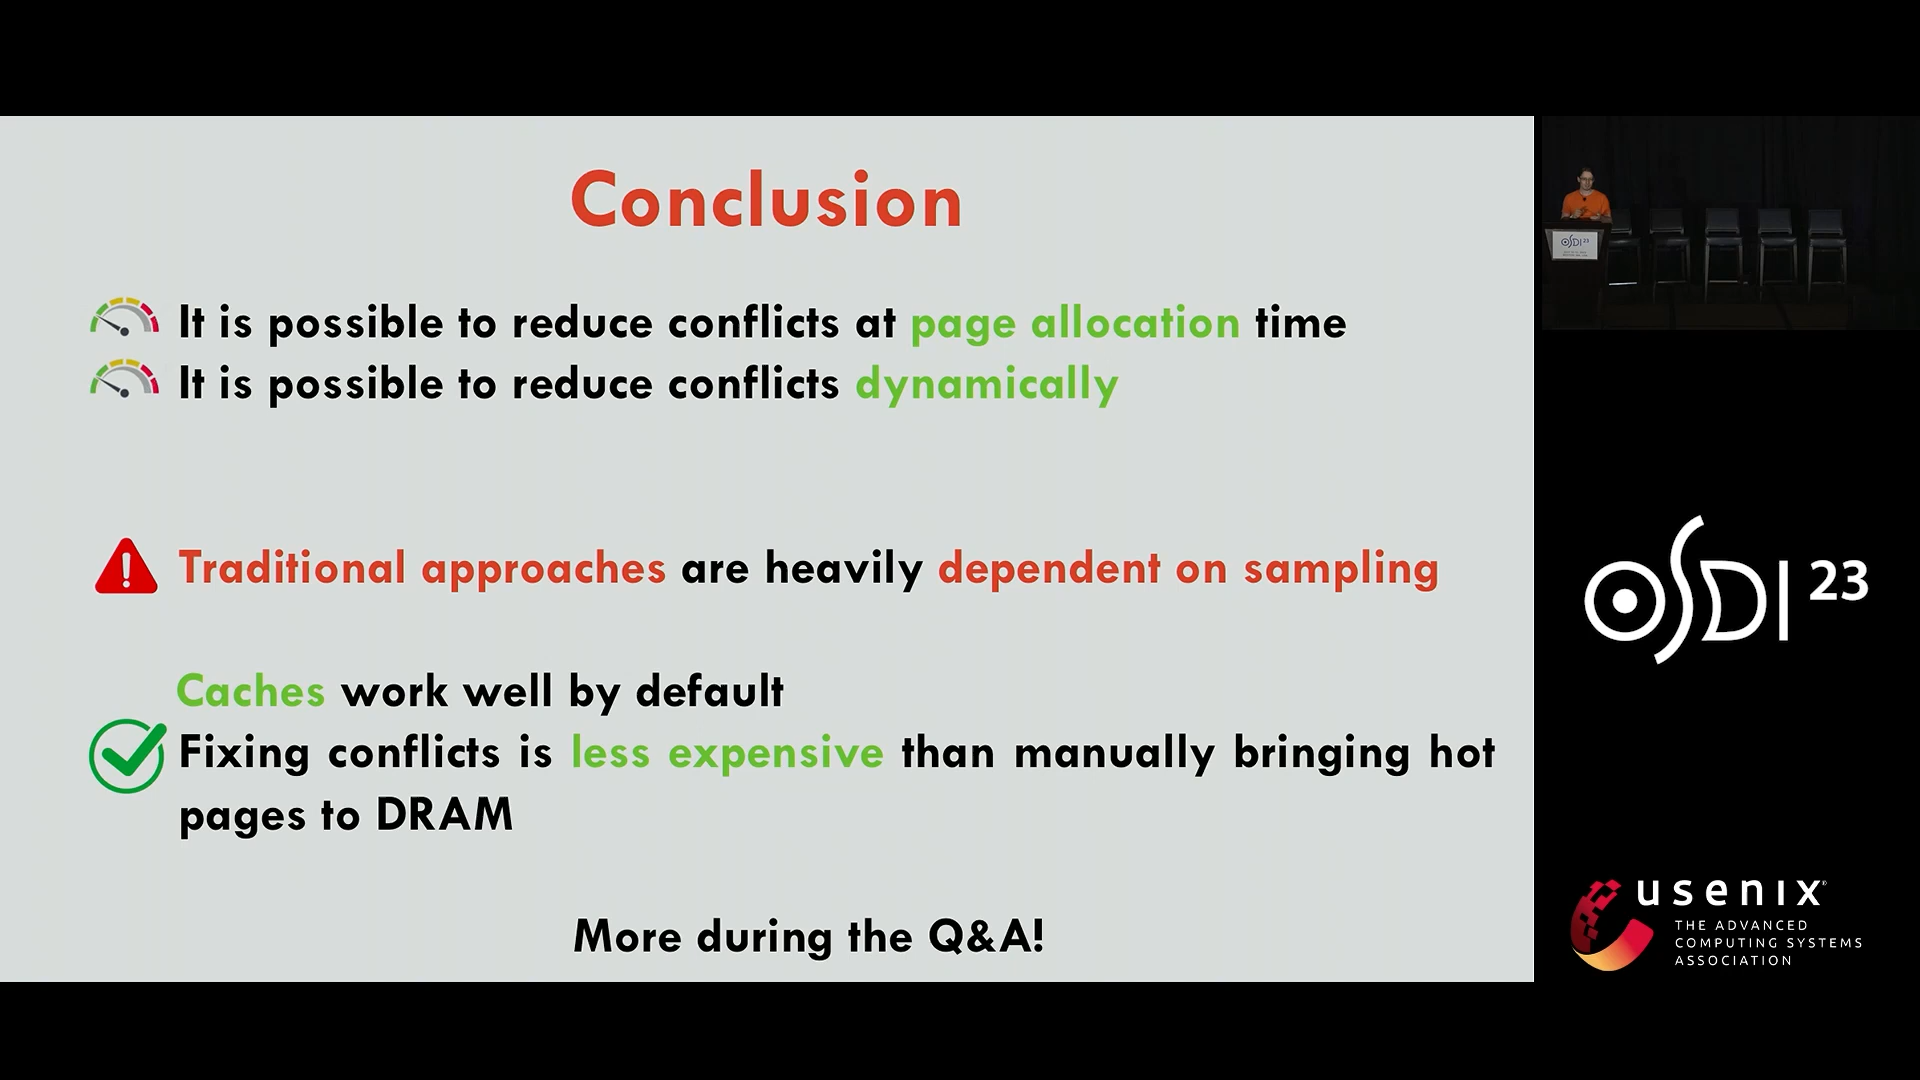 Conclusion
It is possible to reduce conflicts at page allocation time
It is possible to reduce conflicts dynamically
Traditional approaches are heavily dependent on sampling
Caches work well by default
Fixing conflicts is less expensive than manually bringing hot
pages to DRAM
More during the Q&A!
OSDI 23
OSDI 23
usenix
THE ADVANCED
COMPUTING SYSTEMS
ASSOCIATION